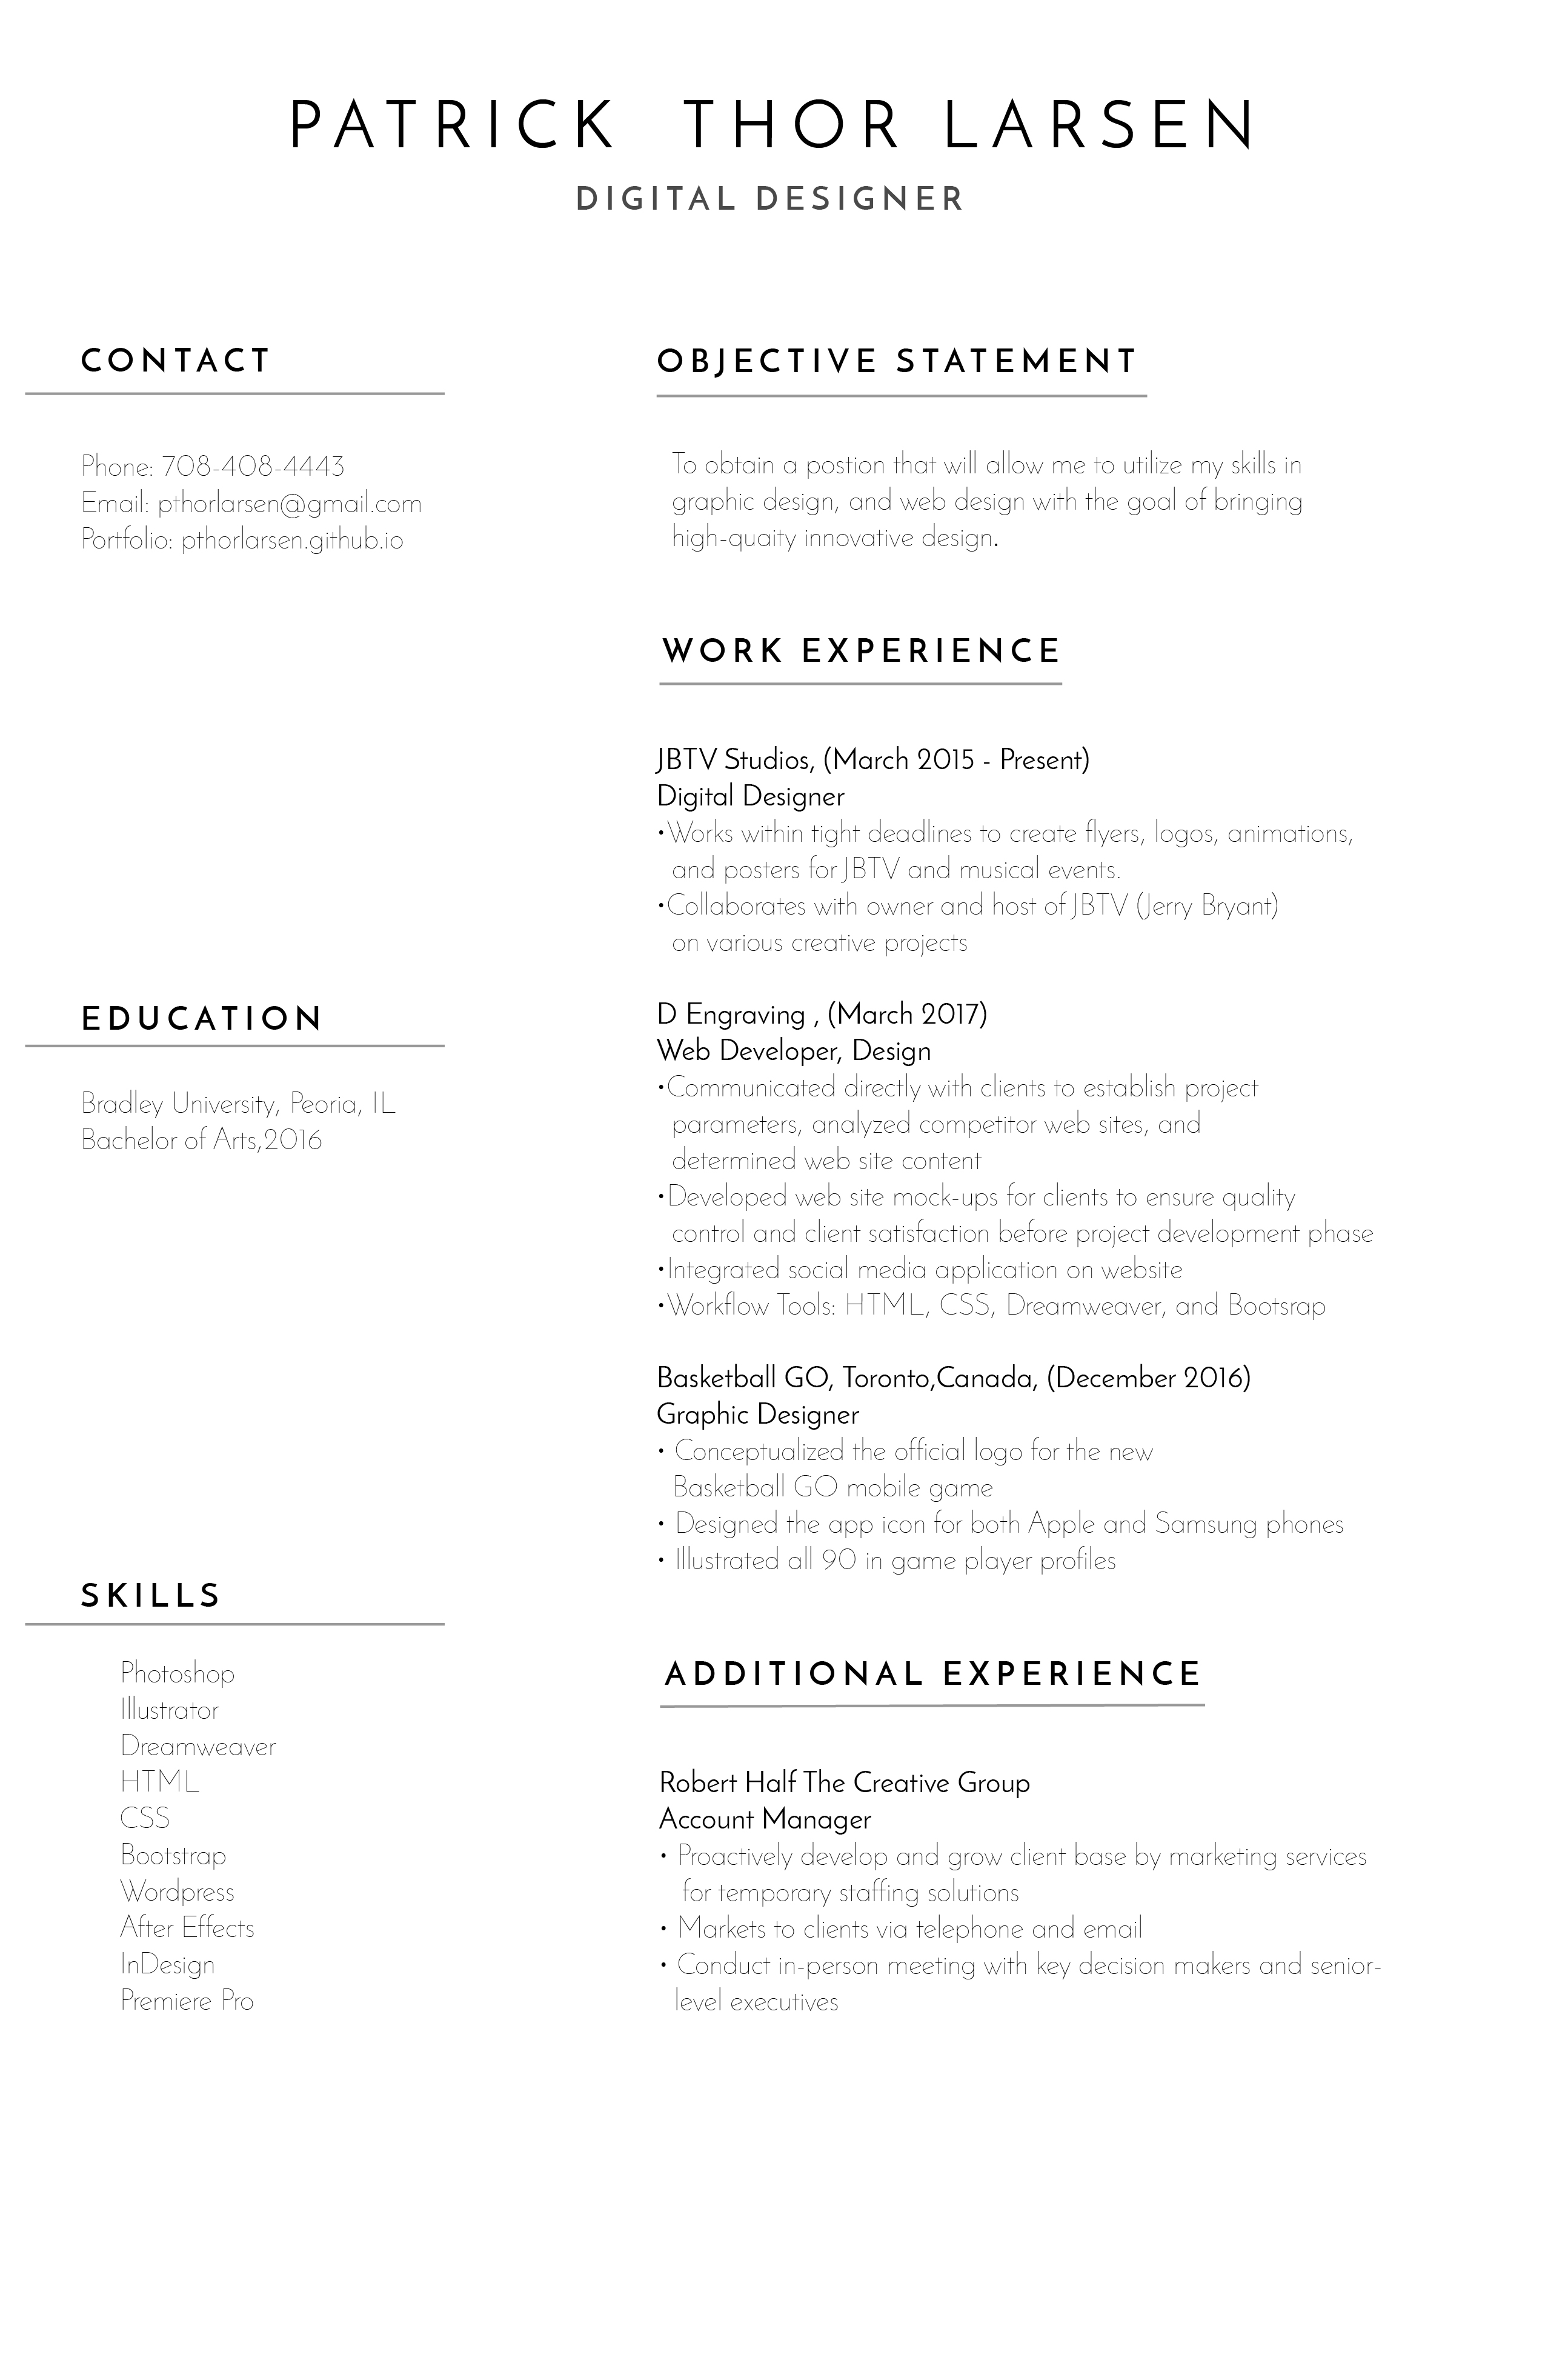 PATRICK THOR LARSEN
DIGITAL DESIGNER
CONTACT
Phone: 708-408-4443
Email: pthorlarsen@gmail.com
Portfolio: pthorlarsen.github.io
EDUCATION
Bradley University, Peoria, IL
Bachelor of Arts,2016
SKILLS
Photoshop
Illustrator
Dreamweaver
HTML
CSS
Bootstrap
Wordpress
After Effects
InDesign
Premiere Pro
OBJECTIVE STATEMENT
To obtain a postion that will allow me to utilize my skills in
graphic design, and web design with the goal of bringing
high-quaity innovative design.
WORK EXPERIENCE
JBTV Studios, (March 2015 - Present)
Digital Designer
•Works within tight deadlines to create flyers, logos, animations,
and posters for JBTV and musical events.
•Collaborates with owner and host of JBTV (Jerry Bryant)
on various creative projects
D Engraving , (March 2017)
Web Developer, Design
•Communicated directly with clients to establish project
parameters, analyzed competitor web sites, and
determined web site content
•Developed web site mock-ups for clients to ensure quality
control and client satisfaction before project development phase
•Integrated social media application on website
•Workflow Tools: HTML, CSS, Dreamweaver, and Bootsrap
Basketball GO, Toronto,Canada, (December 2016)
Graphic Designer
• Conceptualized the official logo for the new
Basketball GO mobile game
• Designed the app icon for both Apple and Samsung phones
• Illustrated all 90 in game player profiles
ADDITIONAL EXPERIENCE
Robert Half The Creative Group
Account Manager
• Proactively develop and grow client base by marketing services
for temporary staffing solutions
• Markets to clients via telephone and email
• Conduct in-person meeting with key decision makers and senior-
level executives